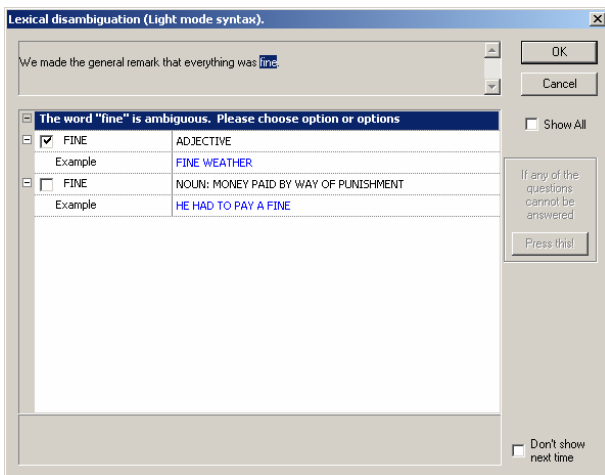 Lexical disambiguation (Light mode syntax).
We made the general remark that everything was fine.
OK
Cancel
Show All
The word "fine" is ambiguous. Please choose option or options
FINE ADJECTIVE
Example FINE WEATHER
FINE NOUN: MONEY PAID BY WAY OF PUNISHMENT
Example HE HAD TO PAY A FINE
If any of the
questions
cannot be
answered
Press this!
Don't show
next time